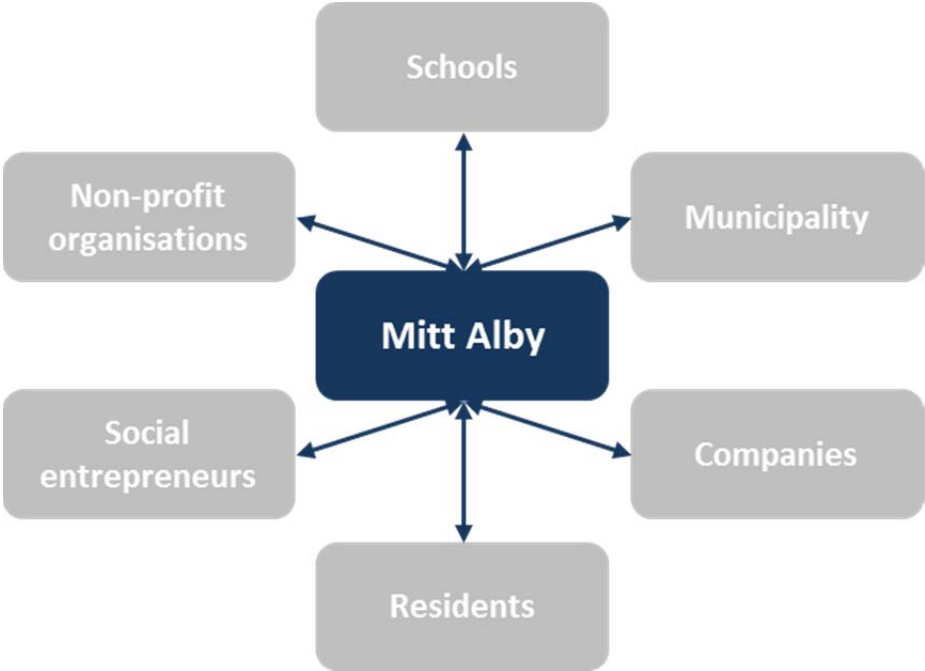 Schools
Non-profit
organisations
Municipality
Mitt Alby
Social
entrepreneurs
Companies
Residents